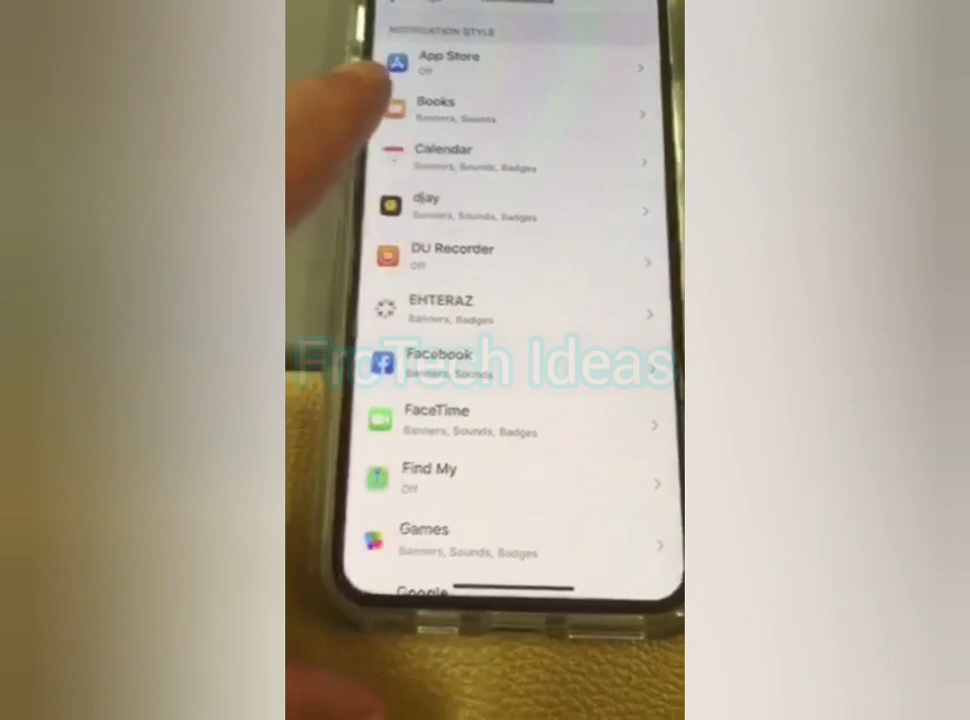 NOTIFICATION STYLE
App Store
Off
Books
Banners, Sounds
Calendar
Banners, Sounds, Badges
djay
Banners, Sounds, Badges
DU Recorder
Off
EHTERAZ
Banners, Badges
FroTech Ideas
Facebook
Banners, Sounds
FaceTime
Banners, Sounds, Badges
Find My
Off
Games
Banners, Sounds, Badges
Google